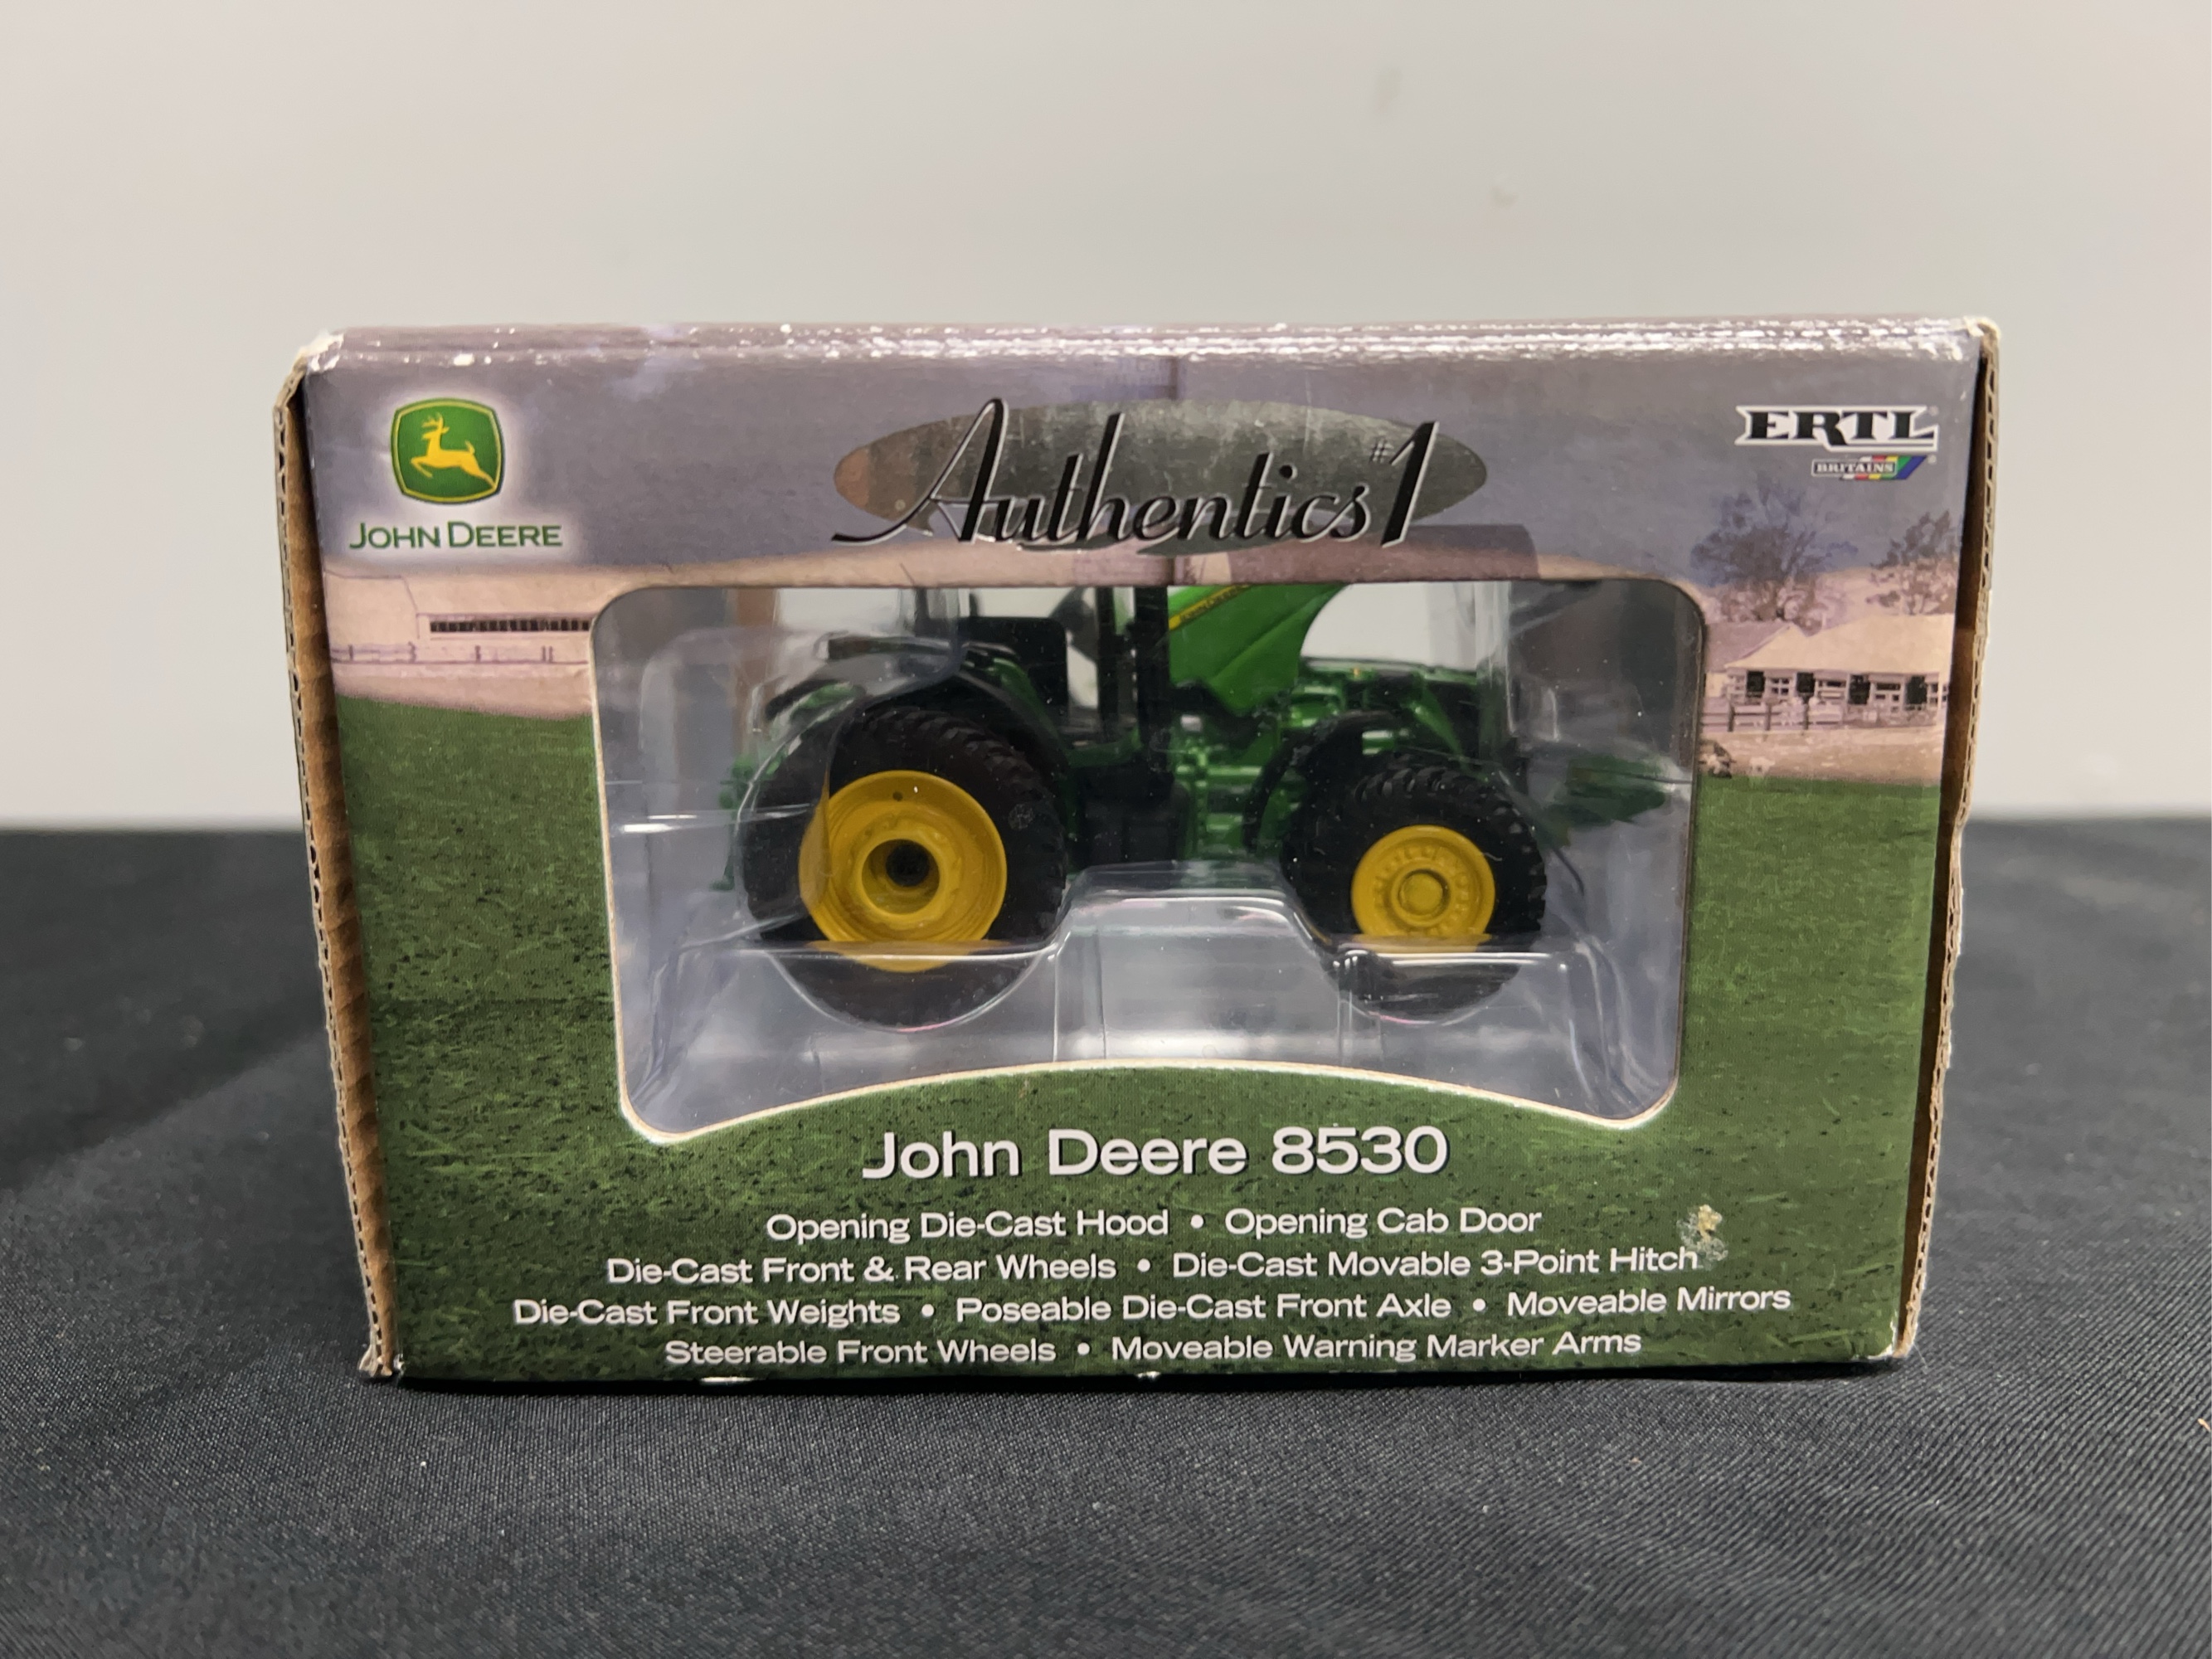 JOHN DEERE
Authentics #1
ERTL
BRITAINS
John Deere 8530
Opening Die-Cast Hood • Opening Cab Door
Die-Cast Front & Rear Wheels • Die-Cast Movable 3-Point Hitch
Die-Cast Front Weights • Poseable Die-Cast Front Axle • Moveable Mirrors
Steerable Front Wheels • Moveable Warning Marker Arms